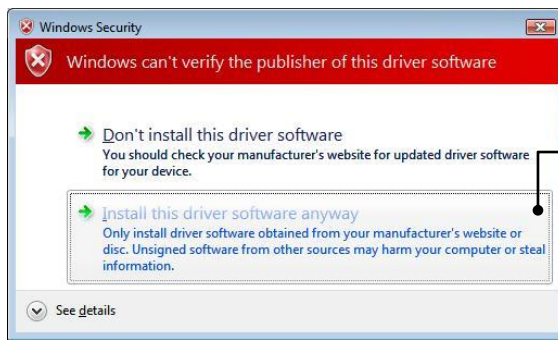 Windows Security
Windows can't verify the publisher of this driver software
Don't install this driver software
You should check your manufacturer's website for updated driver software
for your device.
Install this driver software anyway
Only install driver software obtained from your manufacturer's website or
disc. Unsigned software from other sources may harm your computer or steal
information.
See details